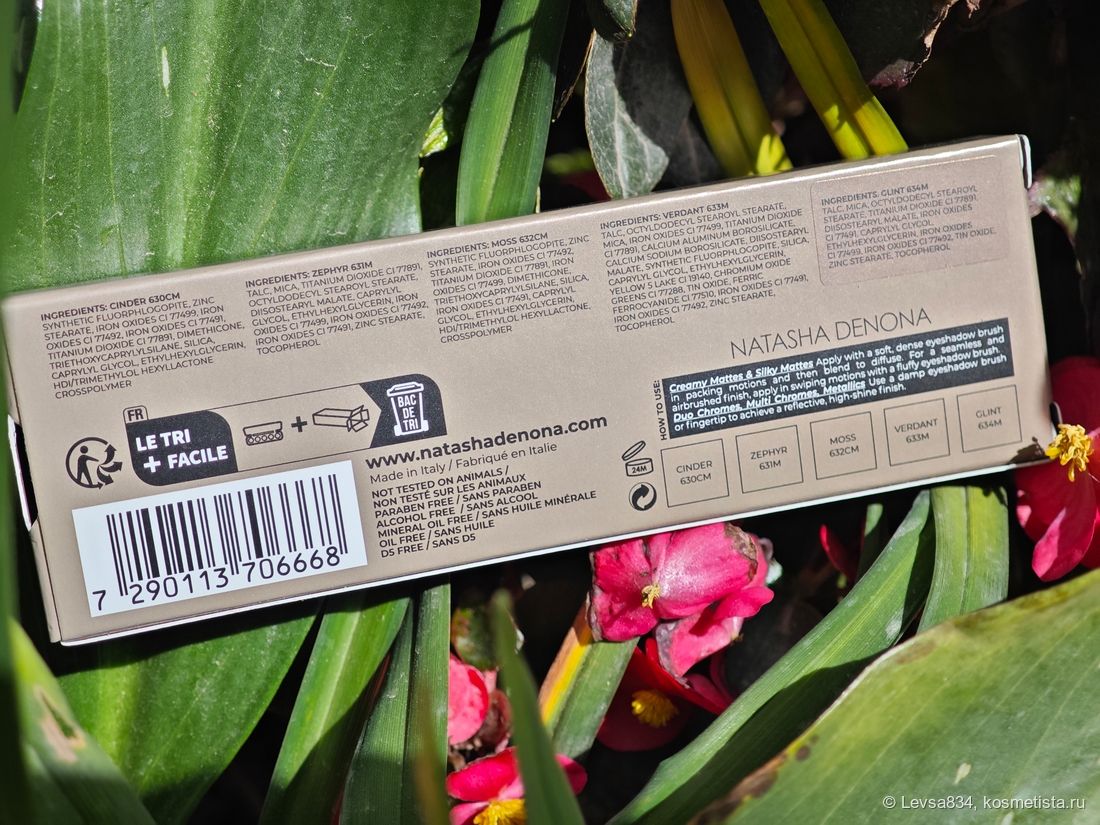 INGREDIENTS: CINDER 630CM
SYNTHETIC FLUORPHLOGOPITE, ZINC
STEARATE, IRON OXIDES CI 77499, IRON
OXIDES CI 77492, IRON OXIDES CI 77491,
TITANIUM DIOXIDE CI 77891, DIMETHICONE,
TRIETHOXYCAPRYLYLSILANE, SILICA,
CAPRYLYL GLYCOL, ETHYLHEXYLGLYCERIN,
HDI/TRIMETHYLOL HEXYLLACTONE
CROSSPOLYMER
INGREDIENTS: ZEPHYR 631M
TALC, MICA, TITANIUM DIOXIDE CI 77891,
OCTYLDODECYL STEAROYL STEARATE,
DIISOSTEARYL MALATE, CAPRYLYL
GLYCOL, ETHYLHEXYLGLYCERIN, IRON
OXIDES CI 77499, IRON OXIDES CI 77492,
IRON OXIDES CI 77491, ZINC STEARATE,
TOCOPHEROL
INGREDIENTS: MOSS 632CM
SYNTHETIC FLUORPHLOGOPITE, ZINC
STEARATE, IRON OXIDES CI 77492,
TITANIUM DIOXIDE CI 77891, IRON
OXIDES CI 77499, DIMETHICONE,
TRIETHOXYCAPRYLYLSILANE, SILICA,
IRON OXIDES CI 77491, CAPRYLYL
GLYCOL, ETHYLHEXYLGLYCERIN,
HDI/TRIMETHYLOL HEXYLLACTONE
CROSSPOLYMER
INGREDIENTS: VERDANT 633M
TALC, OCTYLDODECYL STEAROYL STEARATE,
MICA, IRON OXIDES CI 77499, TITANIUM DIOXIDE
CI 77891, CALCIUM ALUMINUM BOROSILICATE,
CALCIUM SODIUM BOROSILICATE, DIISOSTEARYL
MALATE, SYNTHETIC FLUORPHLOGOPITE, SILICA,
CAPRYLYL GLYCOL, ETHYLHEXYLGLYCERIN,
YELLOW 5 LAKE CI 19140, CHROMIUM OXIDE
GREENS CI 77288, TIN OXIDE, FERRIC
FERROCYANIDE CI 77510, IRON OXIDES CI 77491,
IRON OXIDES CI 77492, ZINC STEARATE,
TOCOPHEROL
INGREDIENTS: GLINT 634M
TALC, MICA, OCTYLDODECYL STEAROYL
STEARATE, TITANIUM DIOXIDE CI 77891,
DIISOSTEARYL MALATE, IRON OXIDES
CI 77491, CAPRYLYL GLYCOL,
ETHYLHEXYLGLYCERIN, IRON OXIDES
CI 77499, IRON OXIDES CI 77492, TIN OXIDE,
ZINC STEARATE, TOCOPHEROL
NATASHA DENONA
HOW TO USE:
Creamy Mattes & Silky Mattes Apply with a soft, dense eyeshadow brush
in packing motions and then blend to diffuse. For a seamless and
airbrushed finish, apply in swiping motions with a fluffy eyeshadow brush.
Duo Chromes, Multi Chromes, Metallics Use a damp eyeshadow brush
or fingertip to achieve a reflective, high-shine finish.
FR
LE TRI
+ FACILE
+
BAC
DE
TRI
www.natashadenona.com
Made in Italy / Fabriqué en Italie
NOT TESTED ON ANIMALS /
NON TESTÉ SUR LES ANIMAUX
PARABEN FREE / SANS PARABEN
ALCOHOL FREE / SANS ALCOOL
MINERAL OIL FREE / SANS HUILE MINÉRALE
OIL FREE / SANS HUILE
D5 FREE / SANS D5
24M
CINDER
630CM
ZEPHYR
631M
MOSS
632CM
VERDANT
633M
GLINT
634M
7 290113 706668
© Levsa834, kosmetista.ru